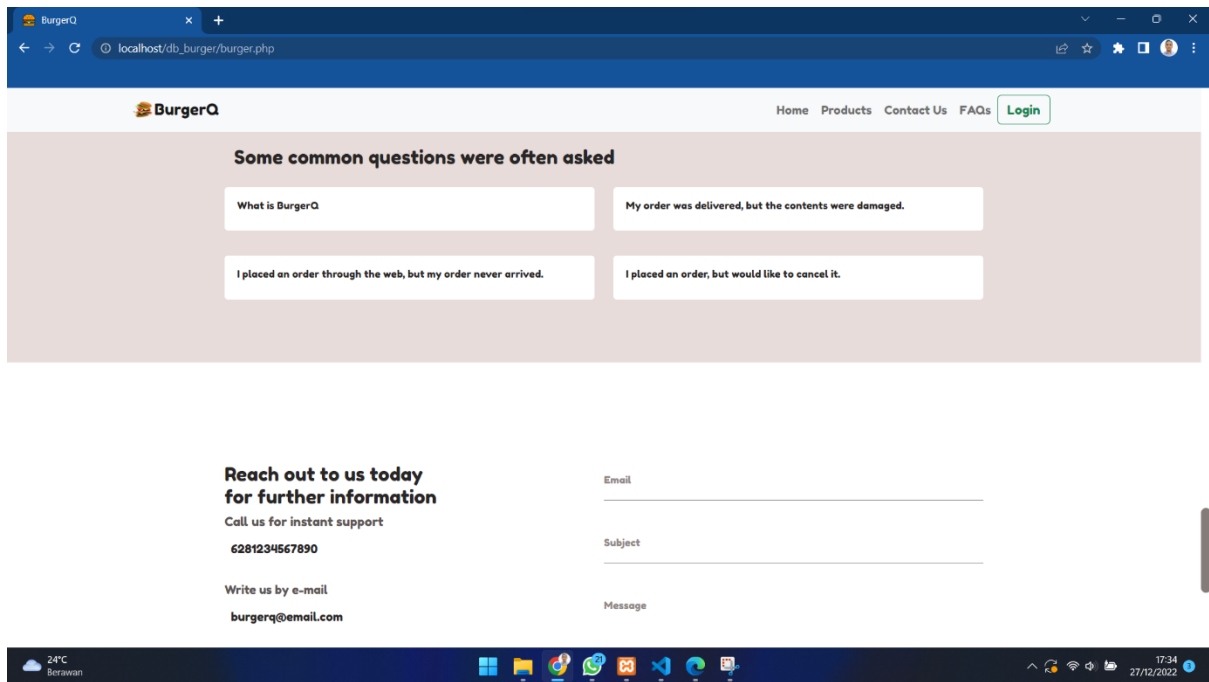 BurgerQ
localhost/db_burger/burger.php
BurgerQ
Home Products Contact Us FAQs Login
Some common questions were often asked
What is BurgerQ
My order was delivered, but the contents were damaged.
I placed an order through the web, but my order never arrived.
I placed an order, but would like to cancel it.
Reach out to us today
for further information
Call us for instant support
6281234567890
Write us by e-mail
burgerq@email.com
Email
Subject
Message
24°C
Berawan
21
17:34
27/12/2022
3